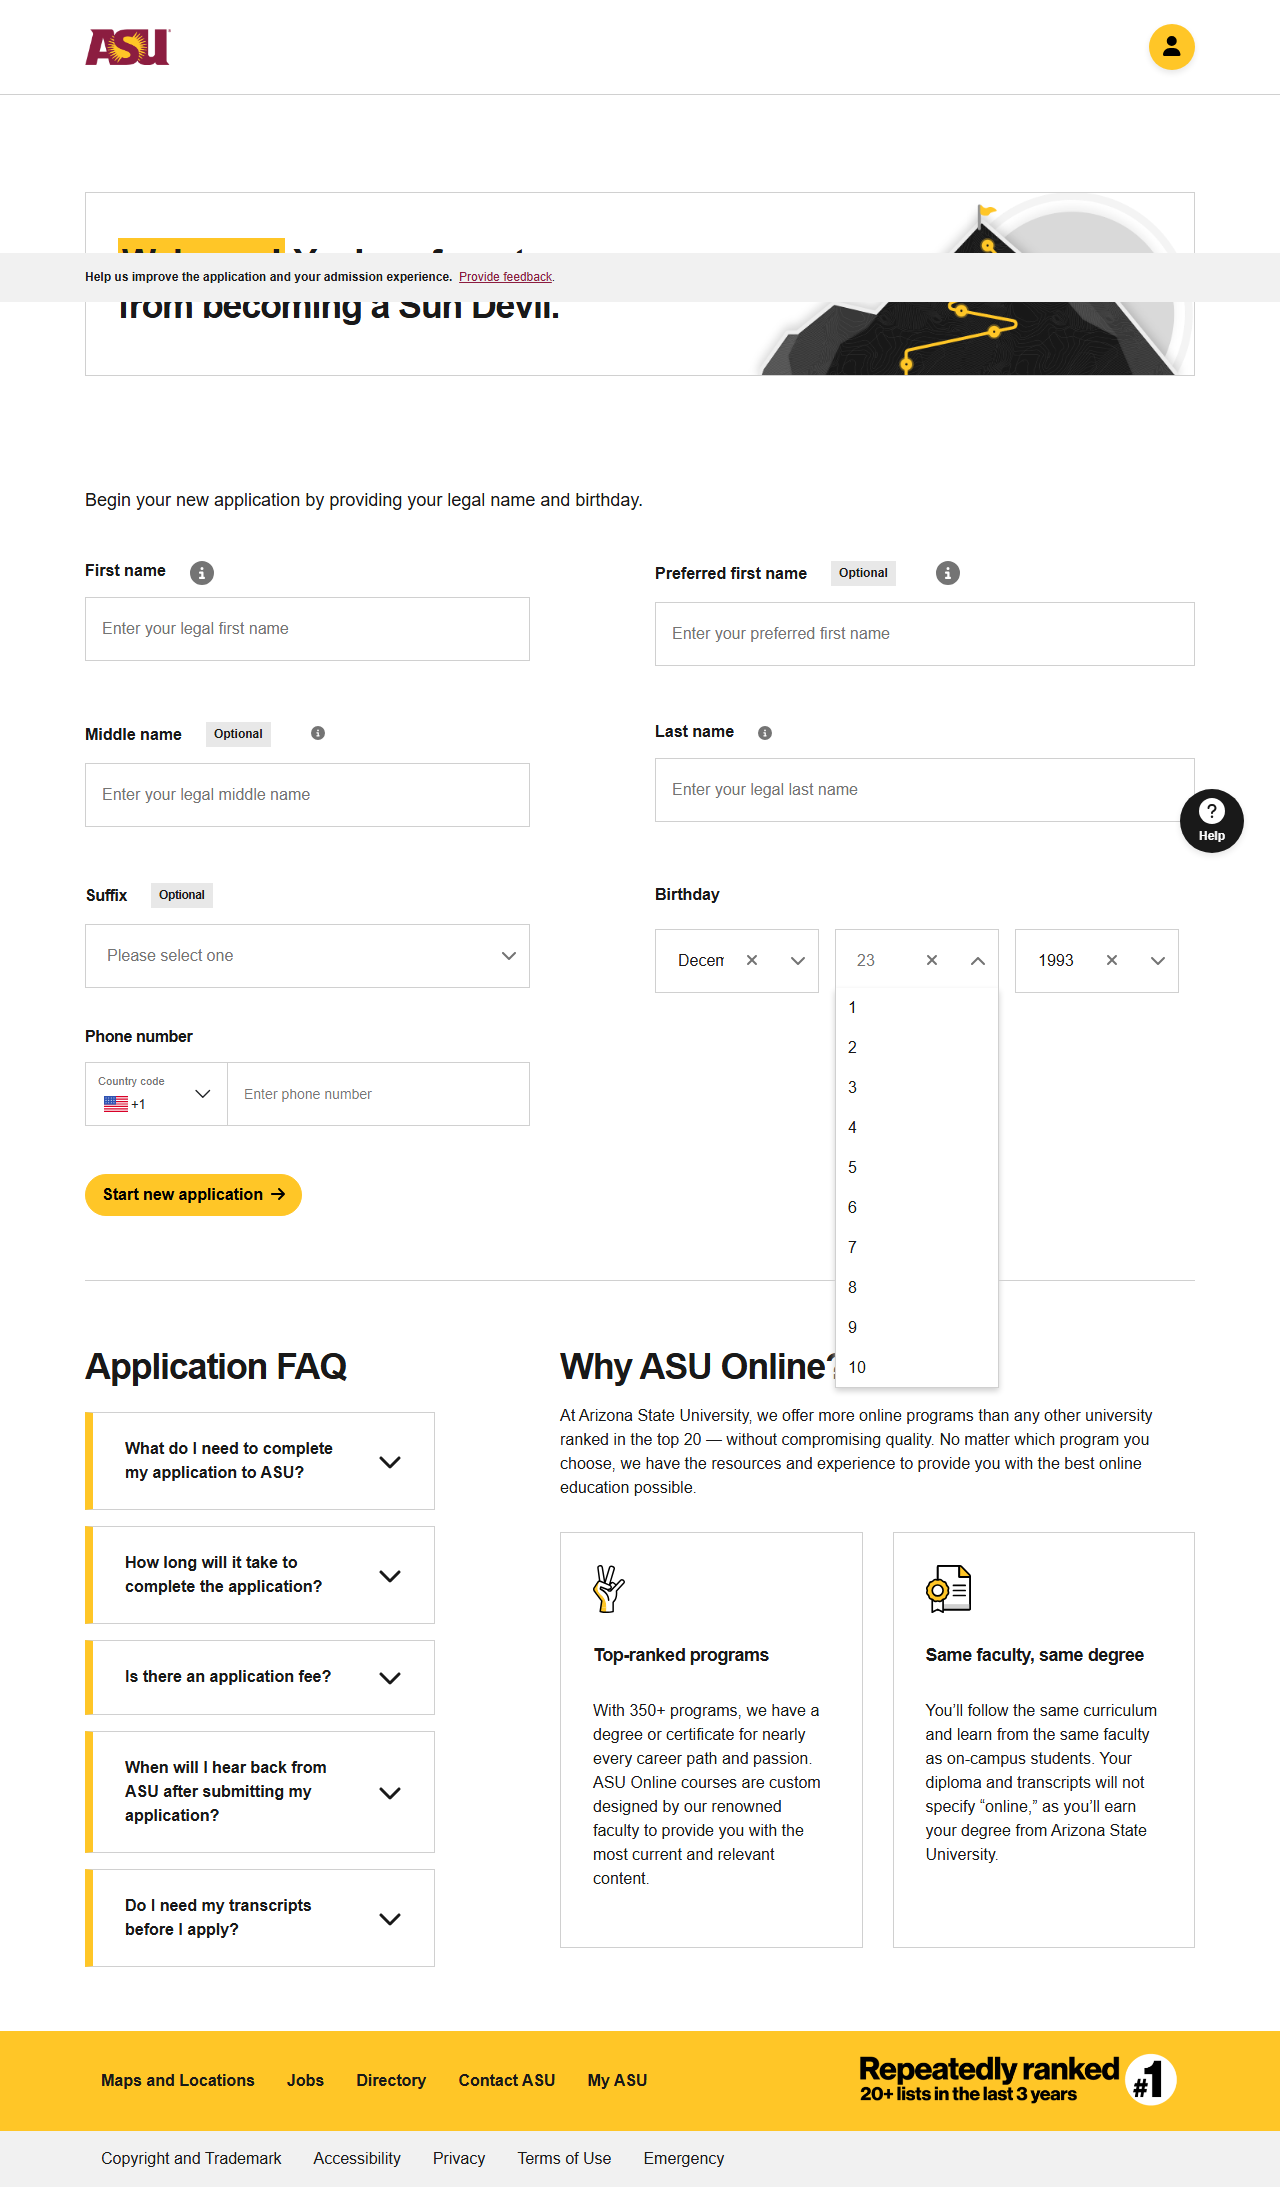 ASU
Help us improve the application and your admission experience. Provide feedback.
from becoming a Sun Devil.
Begin your new application by providing your legal name and birthday.
First name
Enter your legal first name
Preferred first name Optional
Enter your preferred first name
Middle name Optional
Enter your legal middle name
Last name
Enter your legal last name
Help
Suffix Optional
Please select one
Birthday
Decem 23 1993
1
2
3
4
5
6
7
8
9
10
Phone number
Country code
+1
Enter phone number
Start new application
Application FAQ
What do I need to complete
my application to ASU?
How long will it take to
complete the application?
Is there an application fee?
When will I hear back from
ASU after submitting my
application?
Do I need my transcripts
before I apply?
Why ASU Online?
At Arizona State University, we offer more online programs than any other university
ranked in the top 20 — without compromising quality. No matter which program you
choose, we have the resources and experience to provide you with the best online
education possible.
Top-ranked programs
With 350+ programs, we have a
degree or certificate for nearly
every career path and passion.
ASU Online courses are custom
designed by our renowned
faculty to provide you with the
most current and relevant
content.
Same faculty, same degree
You’ll follow the same curriculum
and learn from the same faculty
as on-campus students. Your
diploma and transcripts will not
specify “online,” as you’ll earn
your degree from Arizona State
University.
Maps and Locations Jobs Directory Contact ASU My ASU
Repeatedly ranked #1
20+ lists in the last 3 years
Copyright and Trademark Accessibility Privacy Terms of Use Emergency